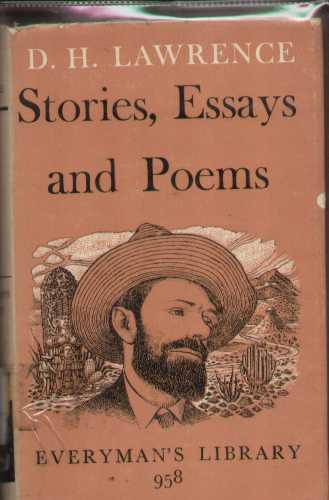 D. H. LAWRENCE
Stories, Essays
and Poems
EVERYMAN'S LIBRARY
958